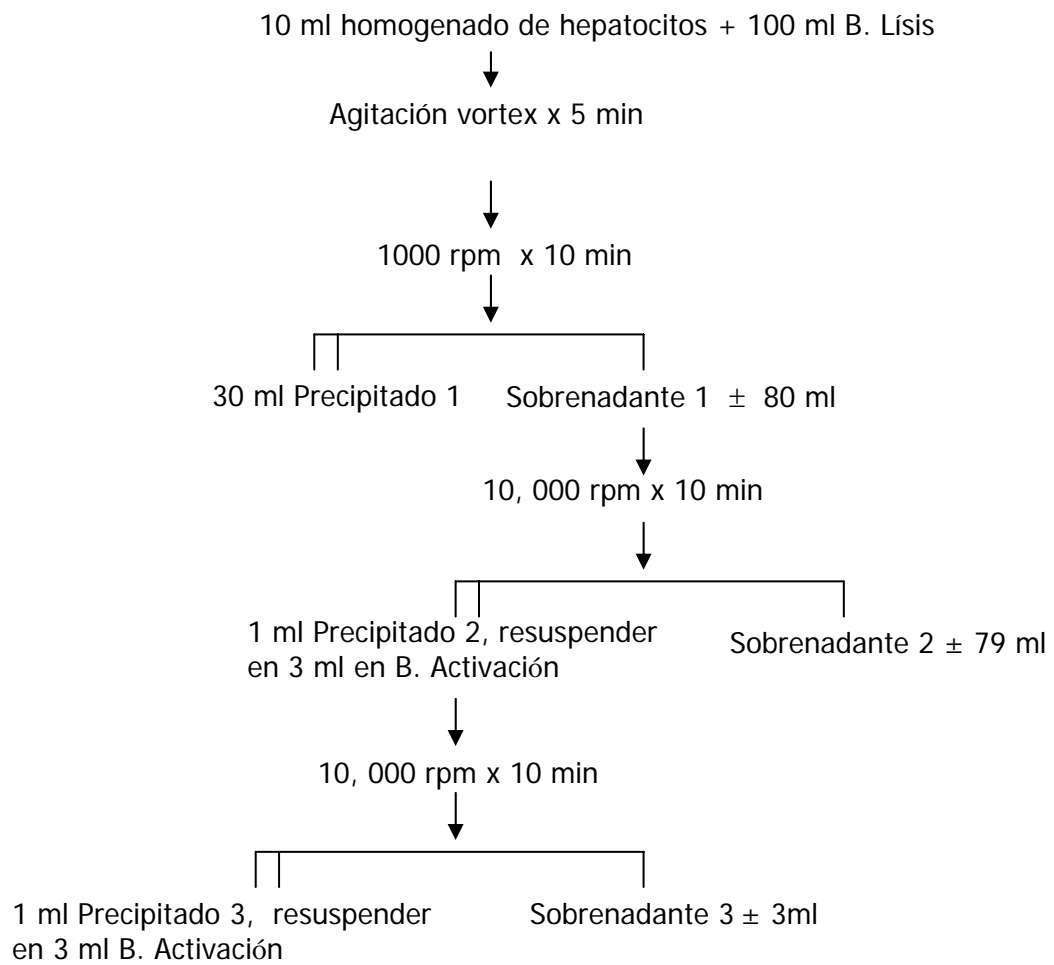 10 ml homogenado de hepatocitos + 100 ml B. Lísis
Agitación vortex x 5 min
1000 rpm x 10 min
30 ml Precipitado 1
Sobrenadante 1 ± 80 ml
10, 000 rpm x 10 min
1 ml Precipitado 2, resuspender
en 3 ml en B. Activación
Sobrenadante 2 ± 79 ml
10, 000 rpm x 10 min
1 ml Precipitado 3, resuspender
en 3 ml B. Activación
Sobrenadante 3 ± 3ml